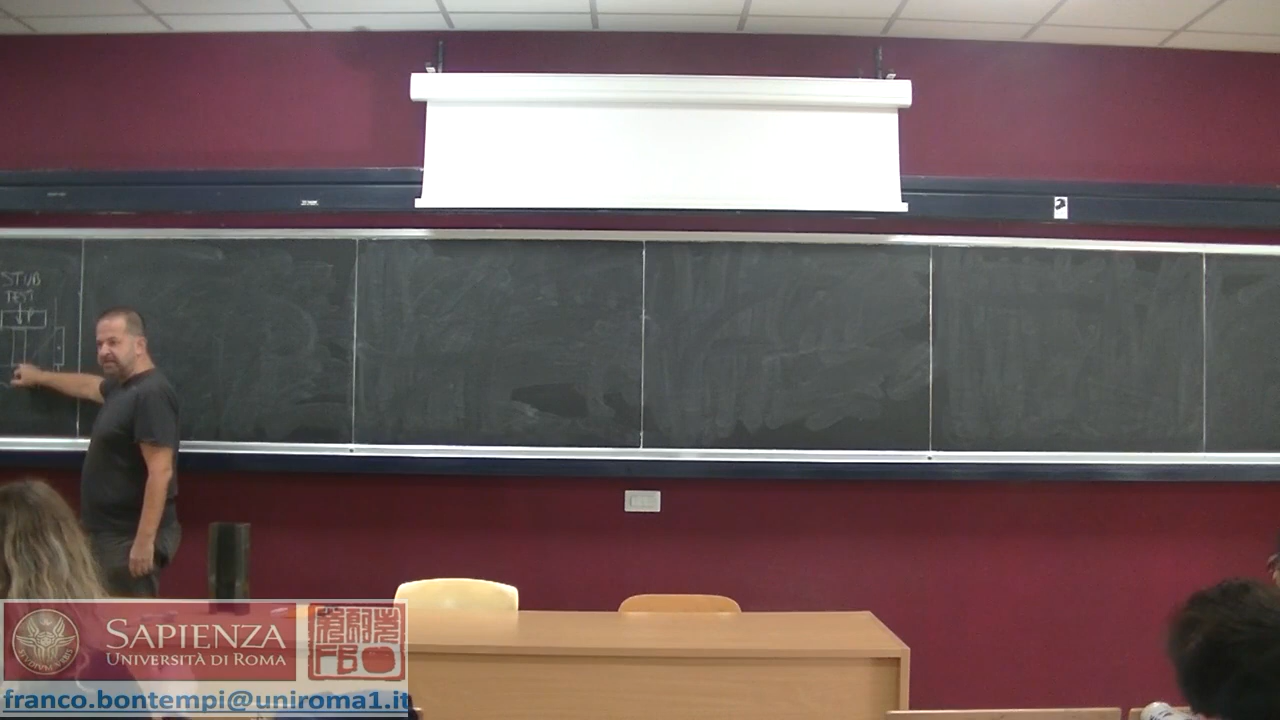 STUB
TEST
P
SAPIENZA
UNIVERSITÀ DI ROMA
franco.bontempi@uniroma1.it